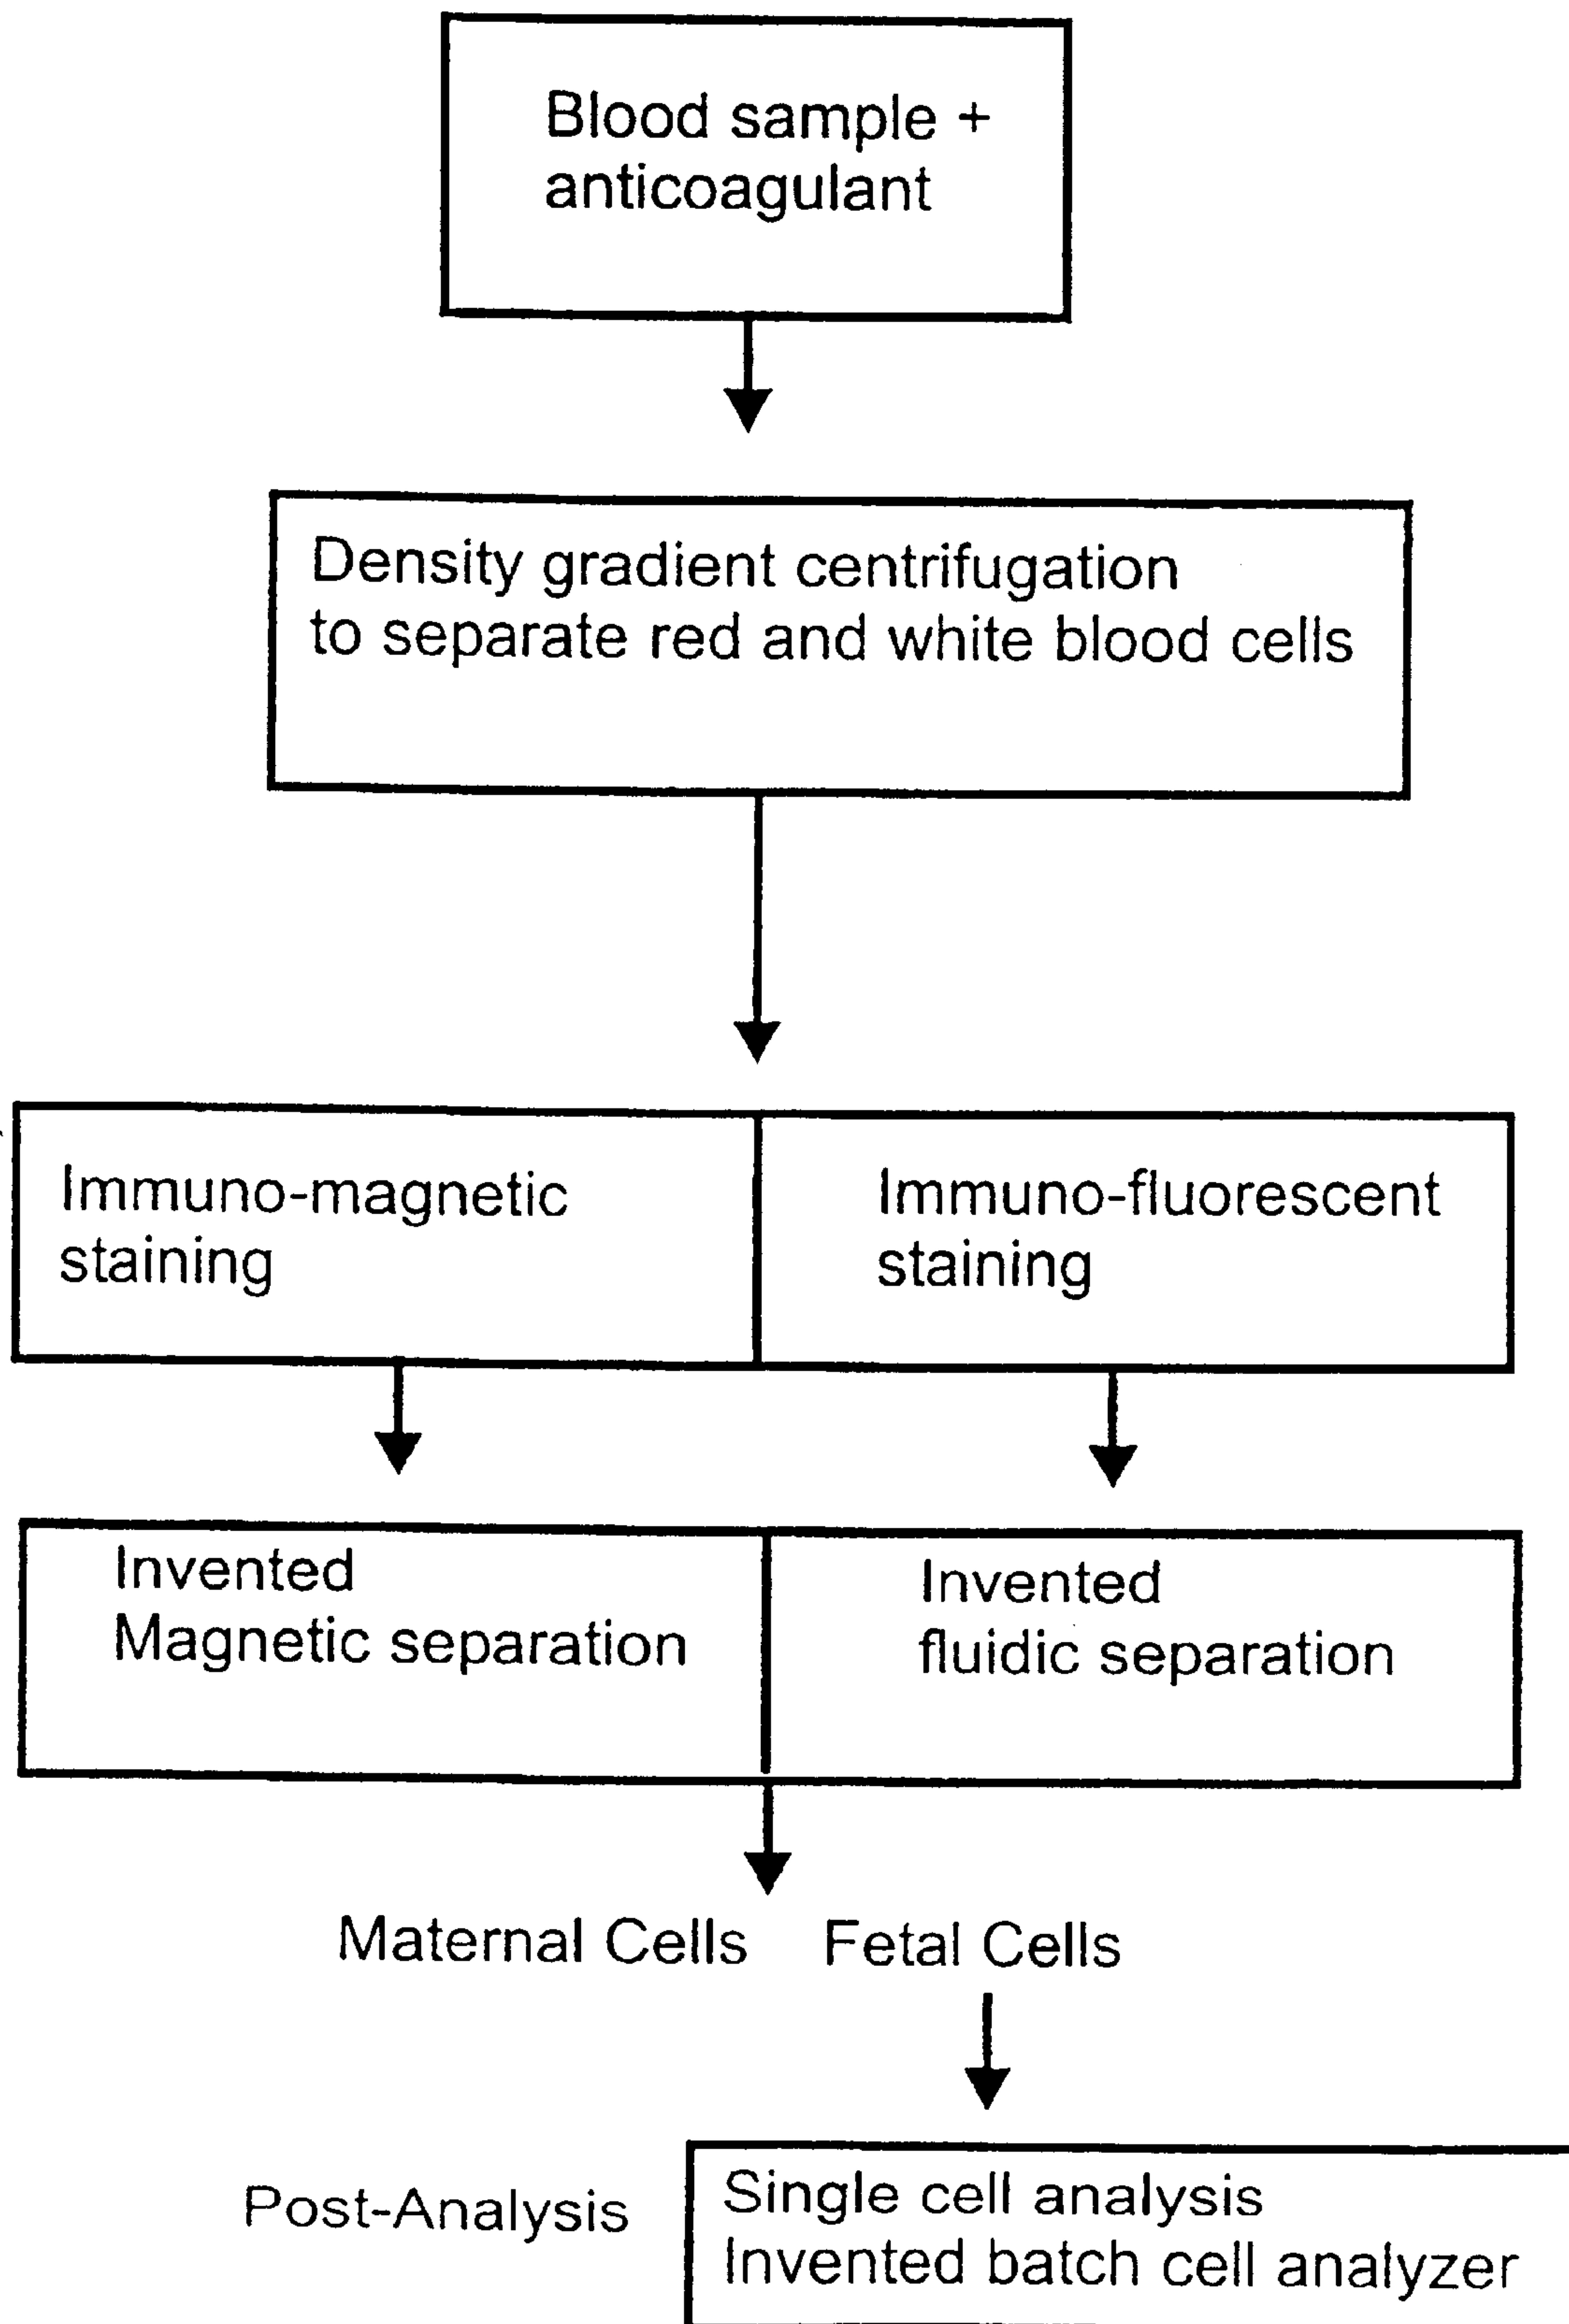 Blood sample +
anticoagulant
Density gradient centrifugation
to separate red and white blood cells
Immuno-magnetic
staining
Immuno-fluorescent
staining
Invented
Magnetic separation
Invented
fluidic separation
Maternal Cells Fetal Cells
Post-Analysis
Single cell analysis
Invented batch cell analyzer